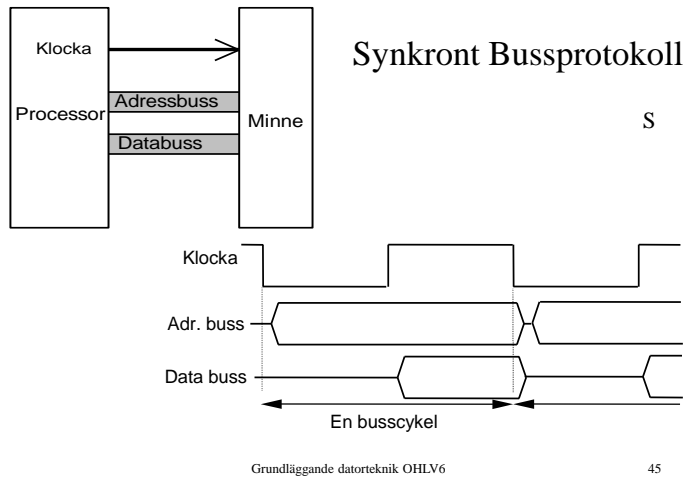 Synkront Bussprotokoll
Klocka
Processor
Adressbuss
Databuss
Minne
S
Klocka
Adr. buss
Data buss
En busscykel
Grundläggande datorteknik OHLV6
45